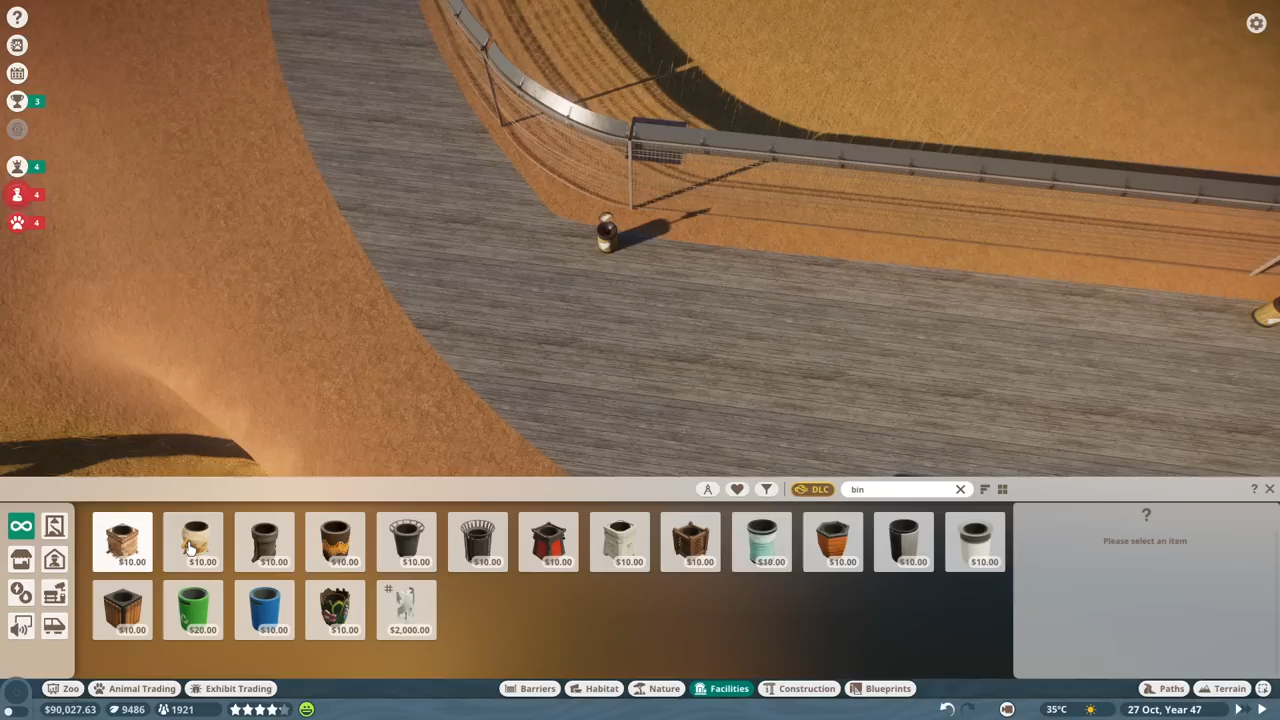 ?
3
4
4
4
A
DLC
bin
? 
$10.00
$10.00
$10.00
$10.00
$10.00
$10.00
$10.00
$10.00
$10.00
$10.00
$10.00
$10.00
$10.00
?
Please select an item
$10.00
$20.00
$10.00
$10.00
#
$2,000.00
Zoo
Animal Trading
Exhibit Trading
Barriers
Habitat
Nature
Facilities
Construction
Blueprints
Paths
Terrain
$90,027.63
9486
1921
35°C
27 Oct, Year 47